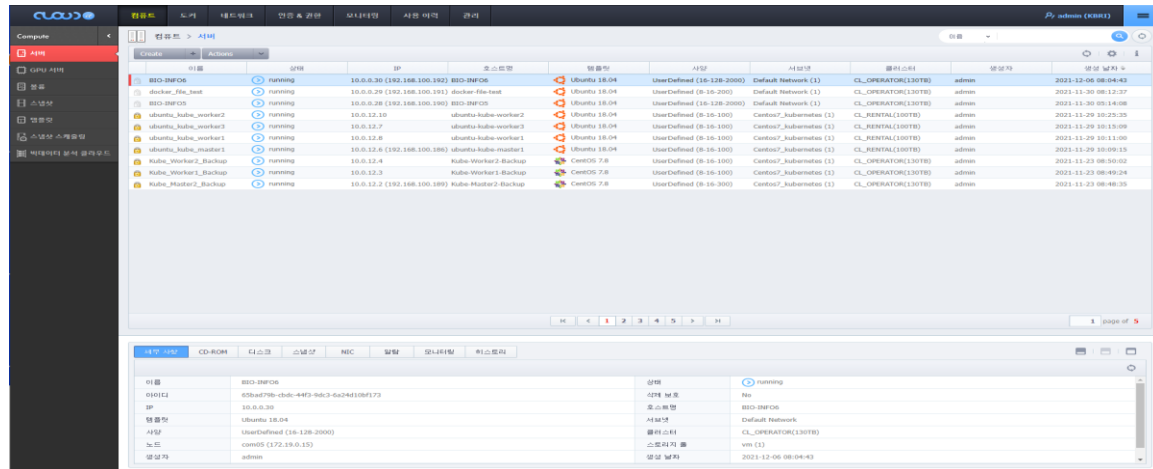 컴퓨트 도커 네트워크 인증 & 권한 모니터링 사용 이력 관리 admin (KBRI)
Compute
서버
GPU 서버
볼륨
스냅샷
템플릿
스냅샷 스케줄링
빅데이터 분석 클라우드
컴퓨트 > 서버 이름
Create Actions
이름 상태 IP 호스트명 템플릿 사양 서브넷 클러스터 생성자 생성 날짜
BIO-INFO6 running 10.0.0.30 (192.168.100.192) BIO-INFO6 Ubuntu 18.04 UserDefined (16-128-2000) Default Network (1) CL_OPERATOR(130TB) admin 2021-12-06 08:04:43
docker_file_test running 10.0.0.29 (192.168.100.191) docker-file-test Ubuntu 18.04 UserDefined (8-16-200) Default Network (1) CL_OPERATOR(130TB) admin 2021-11-30 08:12:37
BIO-INFO5 running 10.0.0.28 (192.168.100.190) BIO-INFO5 Ubuntu 18.04 UserDefined (16-128-2000) Default Network (1) CL_OPERATOR(130TB) admin 2021-11-30 05:14:08
ubuntu_kube_worker2 running 10.0.12.10 ubuntu-kube-worker2 Ubuntu 18.04 UserDefined (8-16-100) Centos7_kubernetes (1) CL_RENTAL(100TB) admin 2021-11-29 10:25:35
ubuntu_kube_worker3 running 10.0.12.7 ubuntu-kube-worker3 Ubuntu 18.04 UserDefined (8-16-100) Centos7_kubernetes (1) CL_RENTAL(100TB) admin 2021-11-29 10:15:09
ubuntu_kube_worker1 running 10.0.12.8 ubuntu-kube-worker1 Ubuntu 18.04 UserDefined (8-16-100) Centos7_kubernetes (1) CL_RENTAL(100TB) admin 2021-11-29 10:11:00
ubuntu_kube_master1 running 10.0.12.6 (192.168.100.186) ubuntu-kube-master1 Ubuntu 18.04 UserDefined (8-16-100) Centos7_kubernetes (1) CL_RENTAL(100TB) admin 2021-11-29 10:09:15
Kube_Worker2_Backup running 10.0.12.4 Kube-Worker2-Backup CentOS 7.8 UserDefined (8-16-100) Centos7_kubernetes (1) CL_OPERATOR(130TB) admin 2021-11-23 08:50:02
Kube_Worker1_Backup running 10.0.12.3 Kube-Worker1-Backup CentOS 7.8 UserDefined (8-16-100) Centos7_kubernetes (1) CL_OPERATOR(130TB) admin 2021-11-23 08:49:24
Kube_Master2_Backup running 10.0.12.2 (192.168.100.189) Kube-Master2-Backup CentOS 7.8 UserDefined (8-16-300) Centos7_kubernetes (1) CL_OPERATOR(130TB) admin 2021-11-23 08:48:35
1 2 3 4 5 1 page of 5
세부 사항 CD-ROM 디스크 스냅샷 NIC 알람 모니터링 히스토리
이름 BIO-INFO6 상태 running
아이디 65bad79b-cbdc-44f3-9dc3-6a24d10bf173 삭제 보호 No
IP 10.0.0.30 호스트명 BIO-INFO6
템플릿 Ubuntu 18.04 서브넷 Default Network
사양 UserDefined (16-128-2000) 클러스터 CL_OPERATOR(130TB)
노드 com05 (172.19.0.15) 스토리지 풀 vm (1)
생성자 admin 생성 날짜 2021-12-06 08:04:43